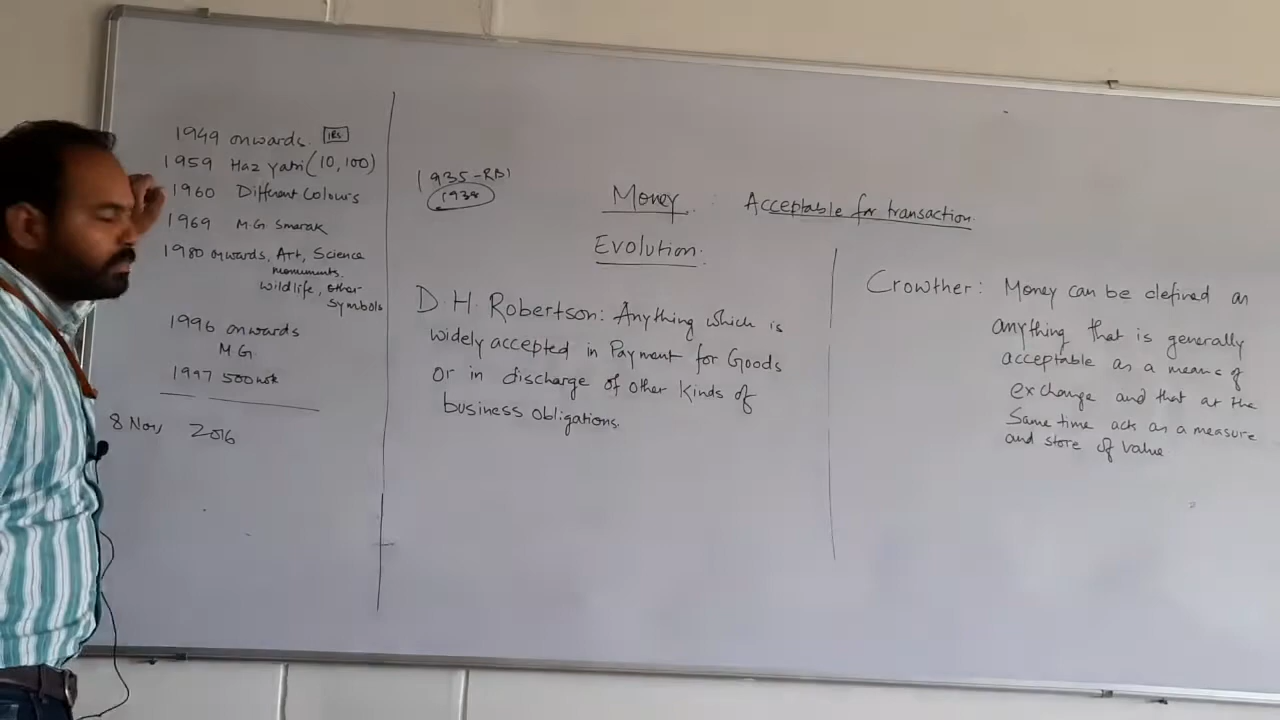 1949 onwards. 1RS
1959 Haz Yatri (10, 100)
1960 Different Colours
1969 M.G Smarak
1980 onwards, Art, Science
monuments,
wildlife, other
symbols
1996 onwards
MG
1997 500 note
8 Nov, 2016
1935-RBI
1938
Money : Acceptable for transaction.
Evolution.
D. H. Robertson: Anything which is
widely accepted in Payment for Goods
or in discharge of other kinds of
business obligations.
Crowther: Money can be defined as
anything that is generally
acceptable as a means of
exchange and that at the
Same time acts as a measure
and store of value